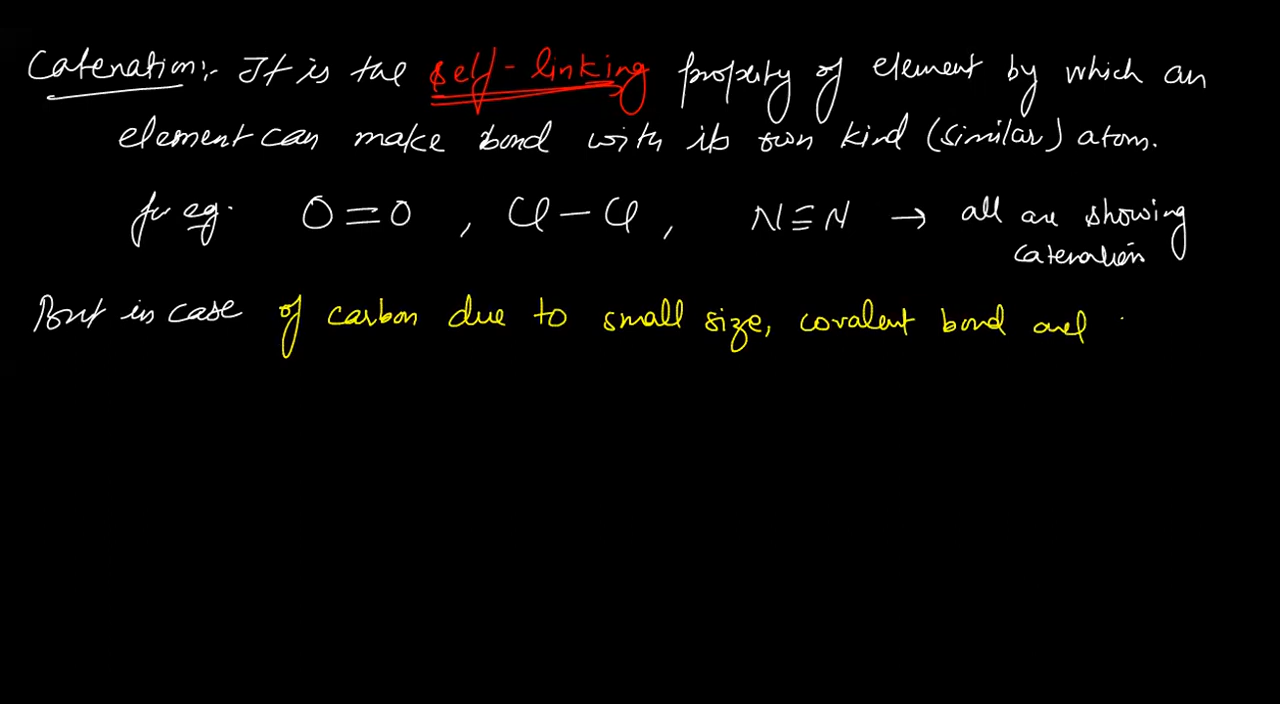 Catenation:- It is the self-linking property of element by which an
element can make bond with its own kind (similar) atom.
for eg. O=O , Cl-Cl, N≡N → all are showing
catenation
But in case of carbon due to small size, covalent bond and